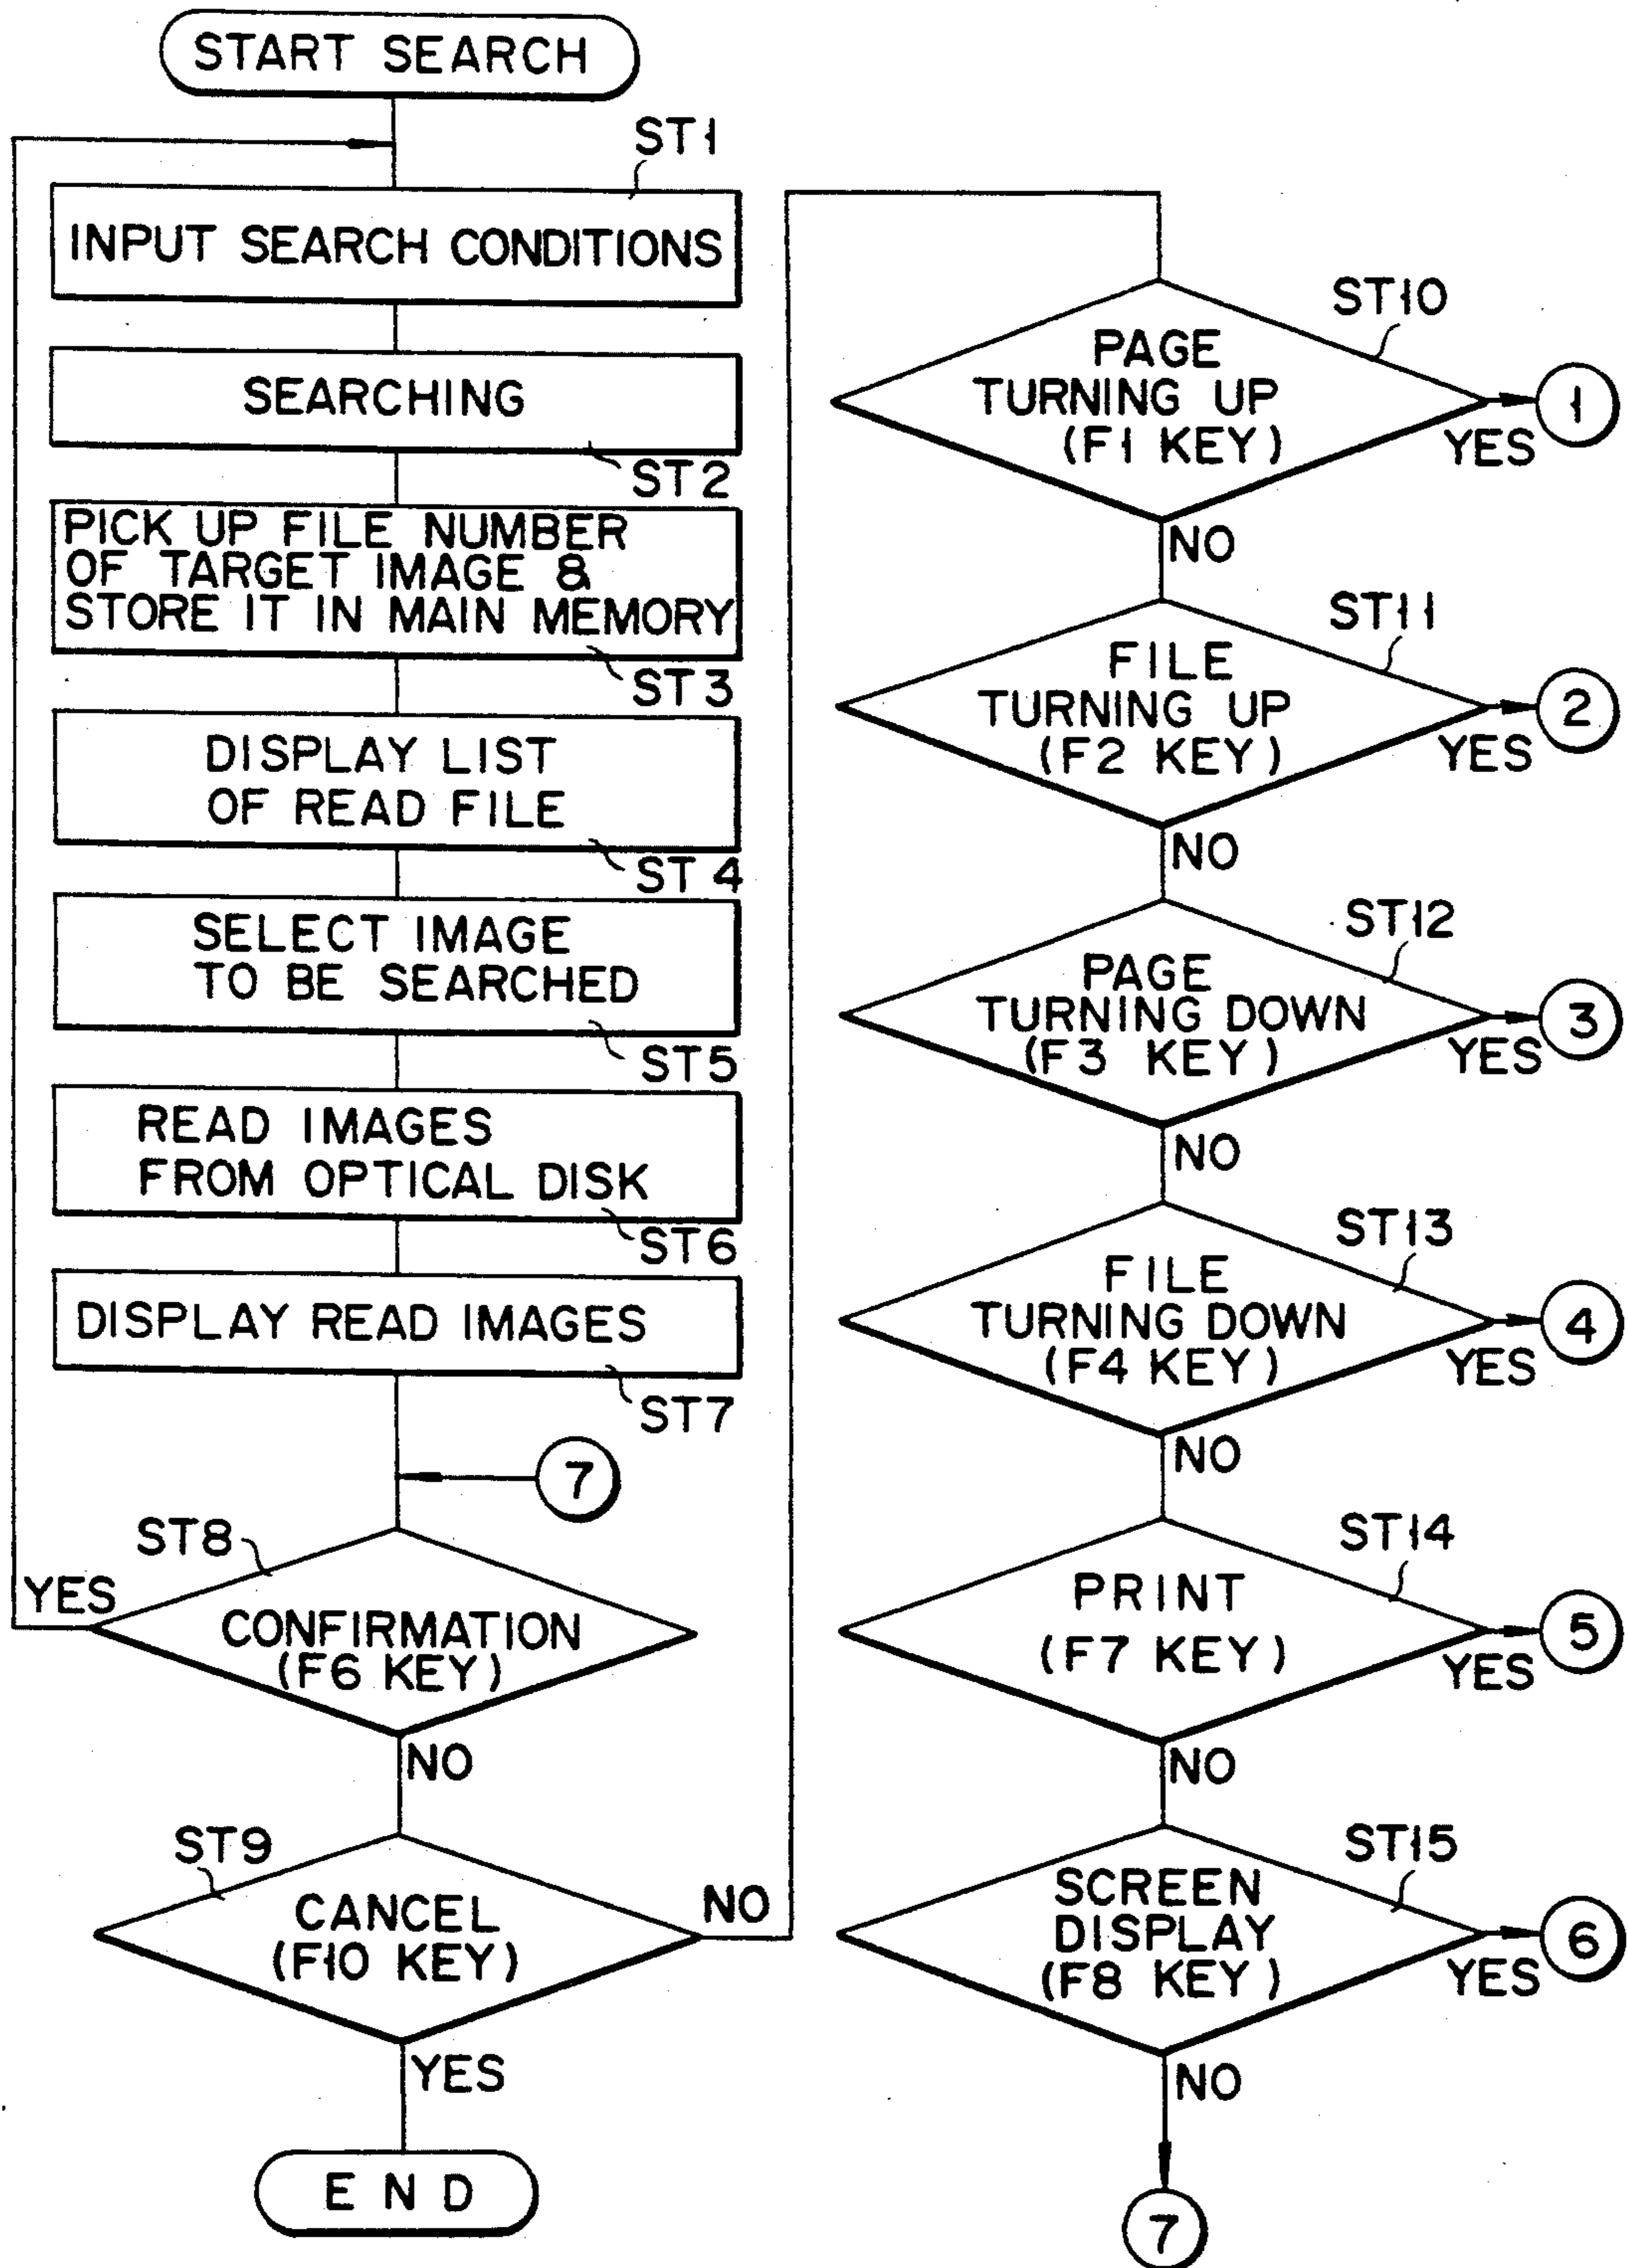 START SEARCH
ST1
INPUT SEARCH CONDITIONS
SEARCHING
ST2
PICK UP FILE NUMBER
OF TARGET IMAGE &
STORE IT IN MAIN MEMORY
ST3
DISPLAY LIST
OF READ FILE
ST4
SELECT IMAGE
TO BE SEARCHED
ST5
READ IMAGES
FROM OPTICAL DISK
ST6
DISPLAY READ IMAGES
ST7
7
ST8
YES
CONFIRMATION
(F6 KEY)
NO
ST9
CANCEL
(F10 KEY)
NO
YES
END
ST10
PAGE
TURNING UP
(F1 KEY)
1
YES
NO
ST11
FILE
TURNING UP
(F2 KEY)
2
YES
NO
ST12
PAGE
TURNING DOWN
(F3 KEY)
3
YES
NO
ST13
FILE
TURNING DOWN
(F4 KEY)
4
YES
NO
ST14
PRINT
(F7 KEY)
5
YES
NO
ST15
SCREEN
DISPLAY
(F8 KEY)
6
YES
NO
7